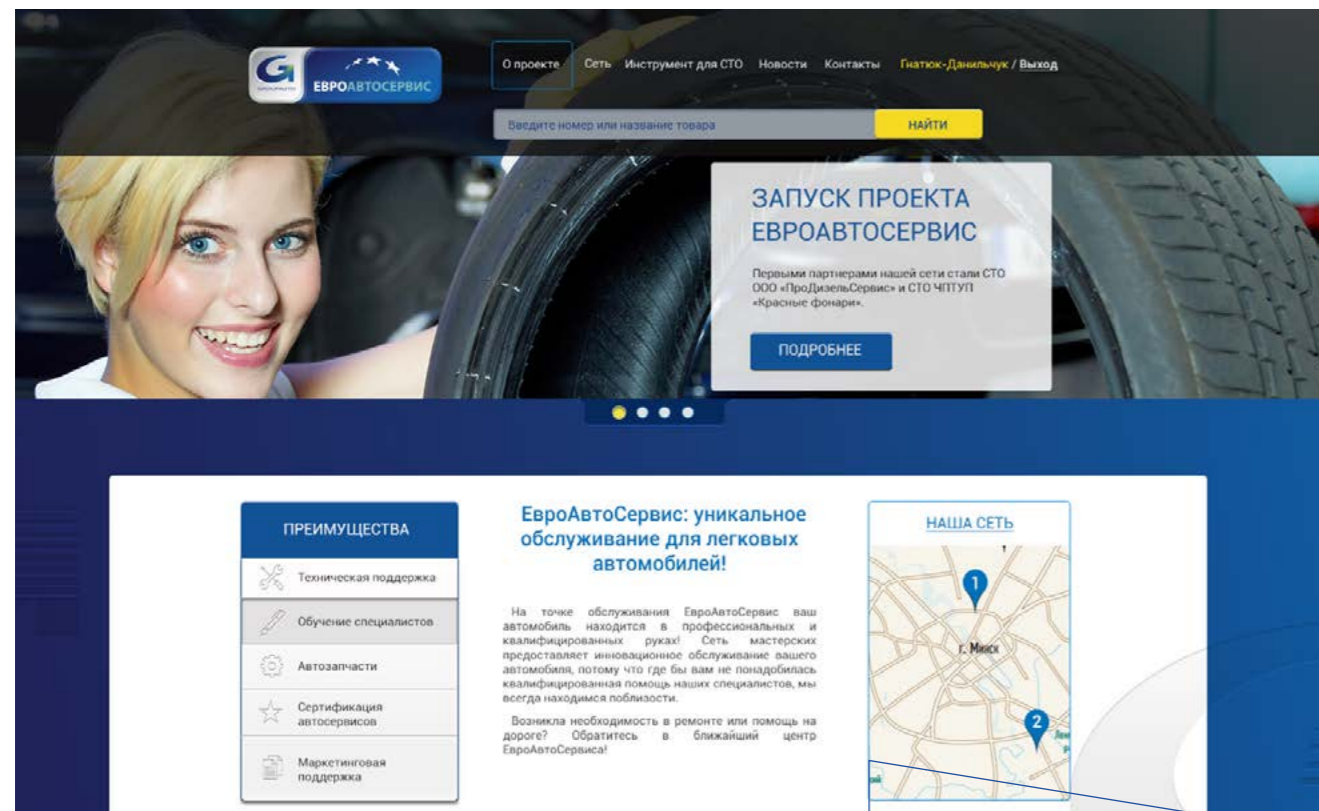 G
ЕВРОАВТОСЕРВИС
О проекте Сеть Инструмент для СТО Новости Контакты Гнатюк-Данильчук / Выход
Введите номер или название товара НАЙТИ
ЗАПУСК ПРОЕКТА
ЕВРОАВТОСЕРВИС
Первыми партнерами нашей сети стали СТО
ООО «ПроДизельСервис» и СТО ЧПТУП
«Красные фонари».
ПОДРОБНЕЕ
ПРЕИМУЩЕСТВА
Техническая поддержка
Обучение специалистов
Автозапчасти
Сертификация
автосервисов
Маркетинговая
поддержка
ЕвроАвтоСервис: уникальное
обслуживание для легковых
автомобилей!
На точке обслуживания ЕвроАвтоСервис ваш
автомобиль находится в профессиональных и
квалифицированных руках! Сеть мастерских
предоставляет инновационное обслуживание вашего
автомобиля, потому что где бы вам не понадобилась
квалифицированная помощь наших специалистов, мы
всегда находимся поблизости.
Возникла необходимость в ремонте или помощь на
дороге? Обратитесь в ближайший центр
ЕвроАвтоСервиса!
НАША СЕТЬ
1
г. Минск
2